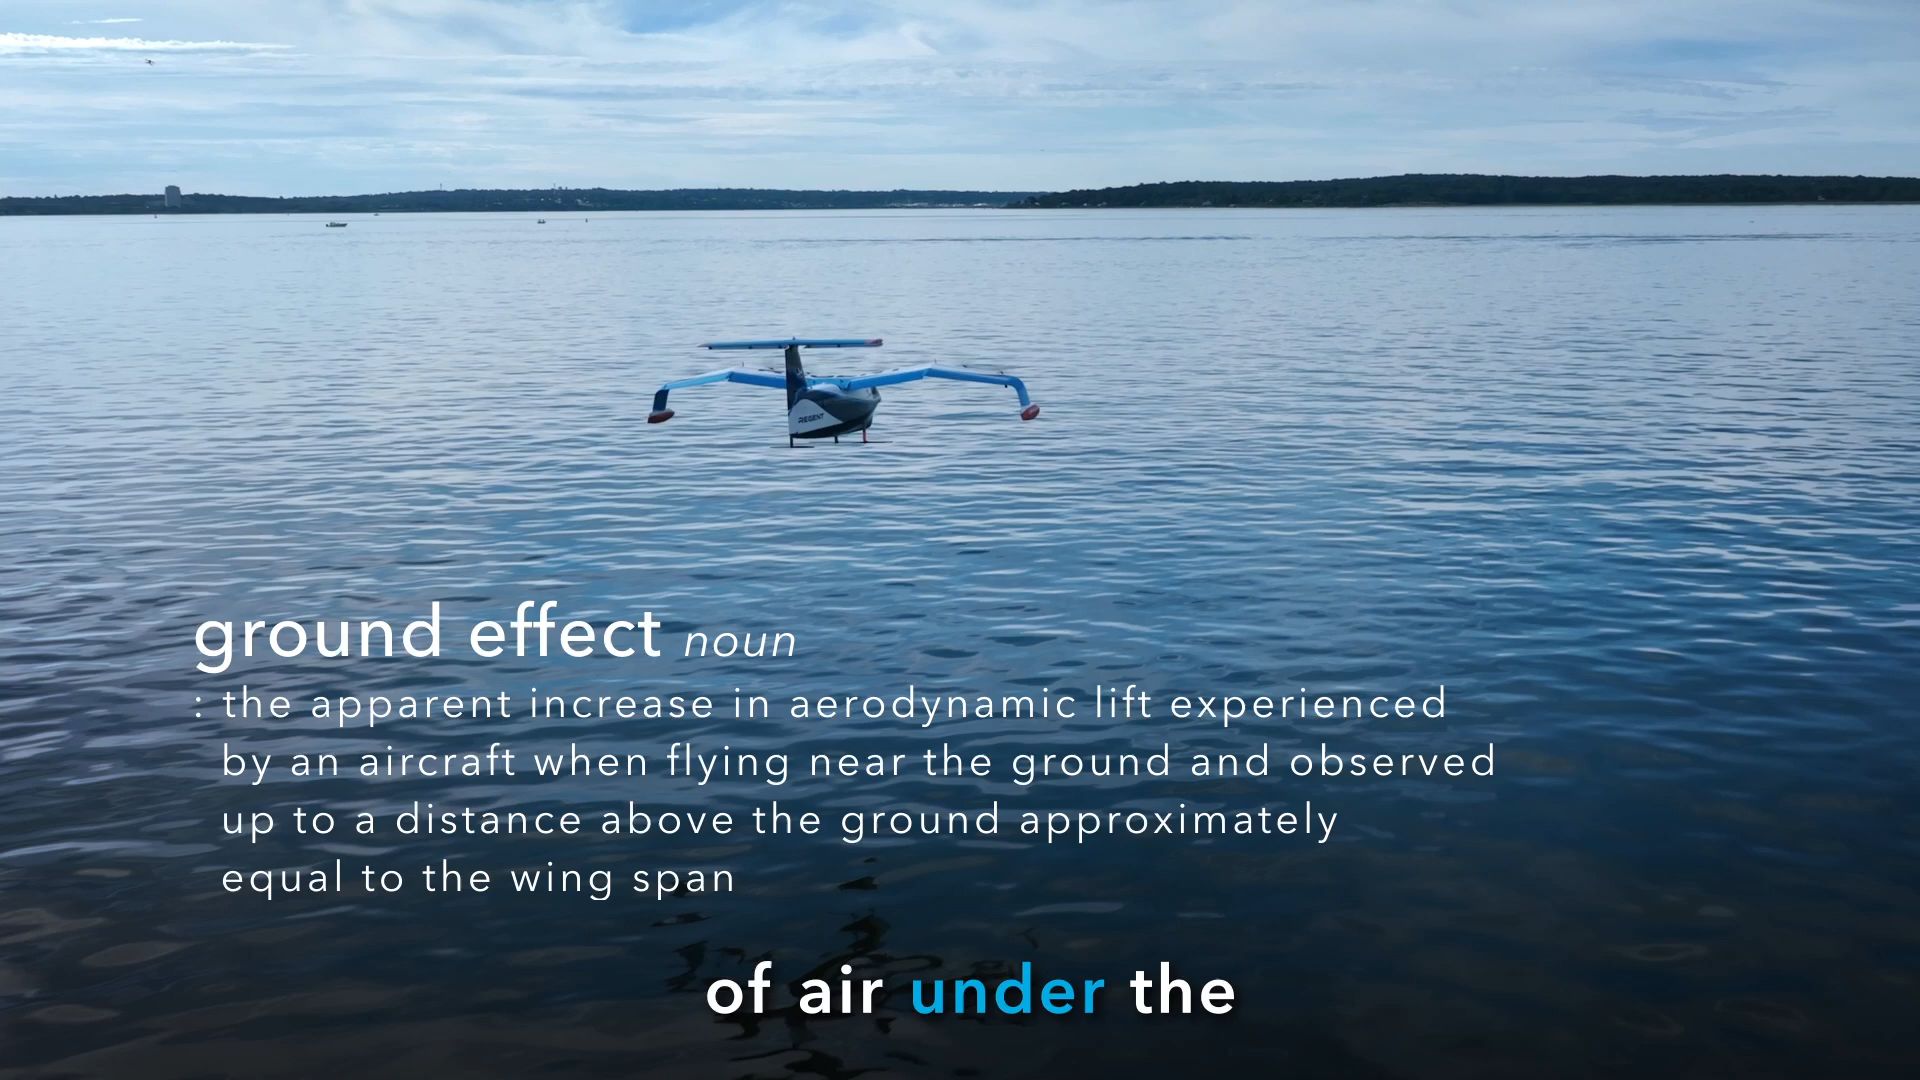 REGENT
ground effect noun
: the apparent increase in aerodynamic lift experienced
by an aircraft when flying near the ground and observed
up to a distance above the ground approximately
equal to the wing span
of air under the